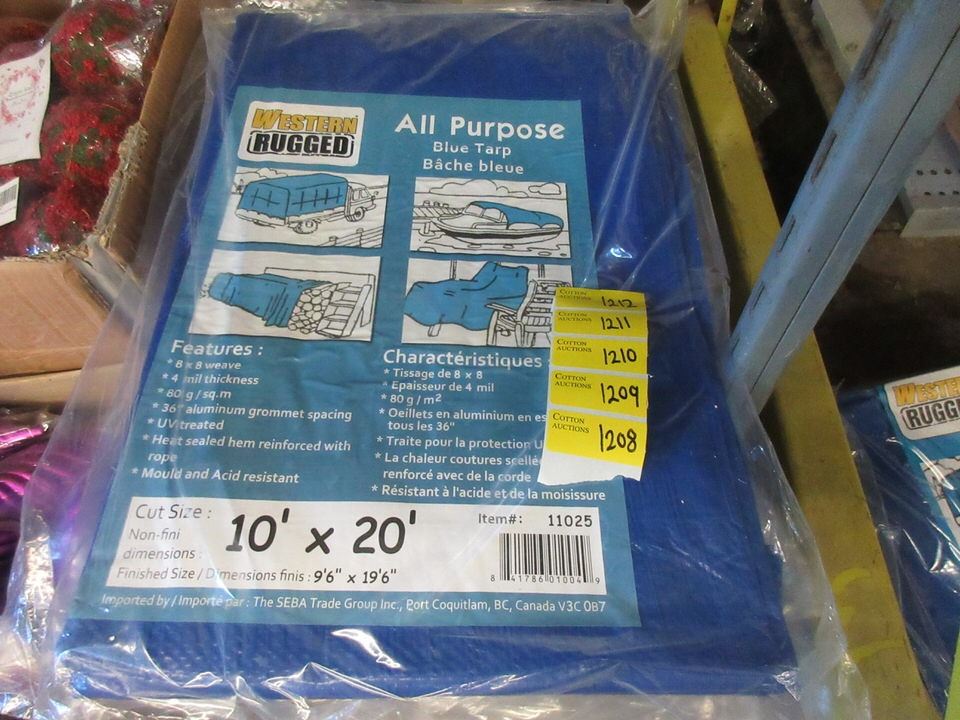 WESTERN
RUGGED
All Purpose
Blue Tarp
Bâche bleue
Features :
* 8 x 8 weave
* 4 mil thickness
* 80 g / sq.m
* 36" aluminum grommet spacing
* UV treated
* Heat sealed hem reinforced with
rope
* Mould and Acid resistant
Charactéristiques :
* Tissage de 8 x 8
* Epaisseur de 4 mil
* 80 g / m²
* Oeillets en aluminium en es
tous les 36"
* Traite pour la protection U
* La chaleur coutures scellé
renforcé avec de la corde
* Résistant à l'acide et de la moisissure
COTTON
AUCTIONS 1212
COTTON
AUCTIONS 1211
COTTON
AUCTIONS 1210
COTTON
AUCTIONS 1209
COTTON
AUCTIONS 1208
Cut Size :
Non-fini
dimensions :
10' x 20'
Item#: 11025
8 41786 01004 9
Finished Size / Dimensions finis : 9'6" x 19'6"
Imported by / Importé par : The SEBA Trade Group Inc., Port Coquitlam, BC, Canada V3C 0B7
WESTERN
RUGGED